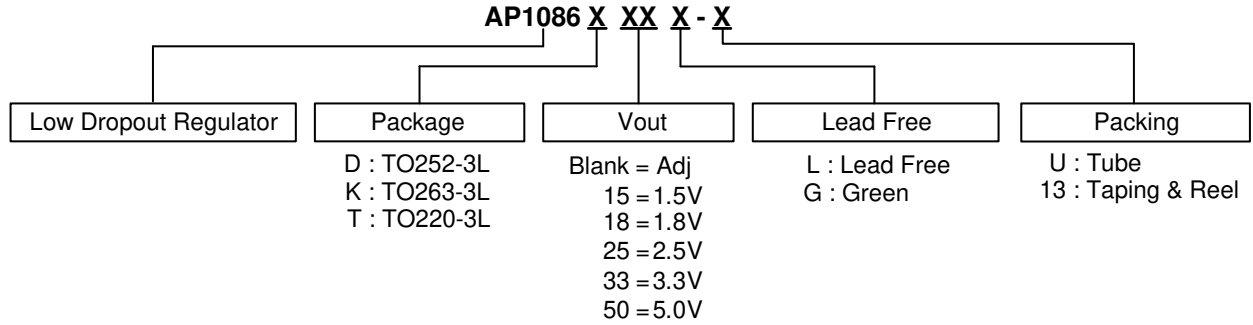 AP1086 X XX X - X
Low Dropout Regulator
Package
D : TO252-3L
K : TO263-3L
T : TO220-3L
Vout
Blank = Adj
15 = 1.5V
18 = 1.8V
25 = 2.5V
33 = 3.3V
50 = 5.0V
Lead Free
L : Lead Free
G : Green
Packing
U : Tube
13 : Taping & Reel